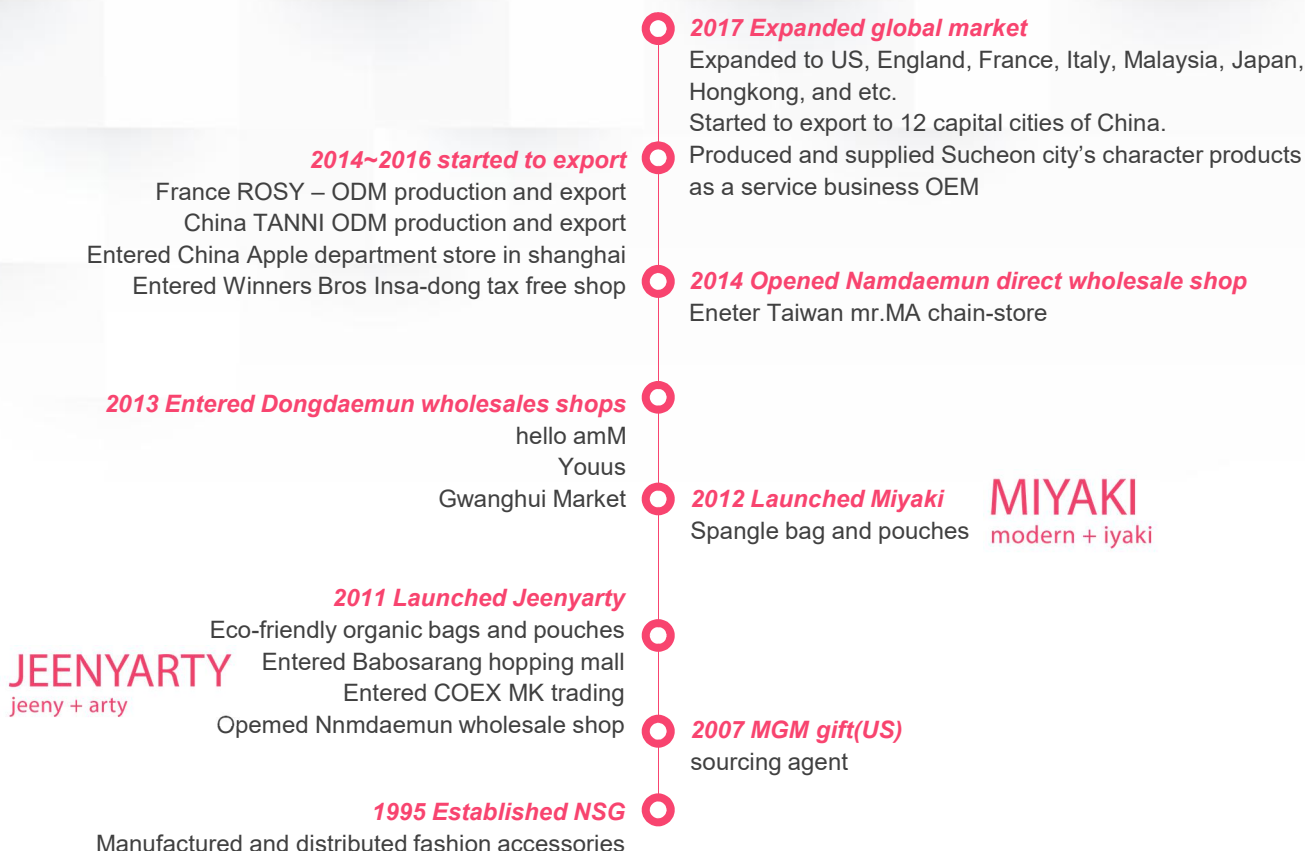 2017 Expanded global market
Expanded to US, England, France, Italy, Malaysia, Japan,
Hongkong, and etc.
Started to export to 12 capital cities of China.
Produced and supplied Sucheon city’s character products
as a service business OEM
2014~2016 started to export
France ROSY – ODM production and export
China TANNI ODM production and export
Entered China Apple department store in shanghai
Entered Winners Bros Insa-dong tax free shop
2014 Opened Namdaemun direct wholesale shop
Eneter Taiwan mr.MA chain-store
2013 Entered Dongdaemun wholesales shops
hello amM
Youus
Gwanghui Market
2012 Launched Miyaki
Spangle bag and pouches
MIYAKI
modern + iyaki
2011 Launched Jeenyarty
Eco-friendly organic bags and pouches
Entered Babosarang hopping mall
Entered COEX MK trading
Opemed Nnmdaemun wholesale shop
JEENYARTY
jeeny + arty
2007 MGM gift(US)
sourcing agent
1995 Established NSG
Manufactured and distributed fashion accessories